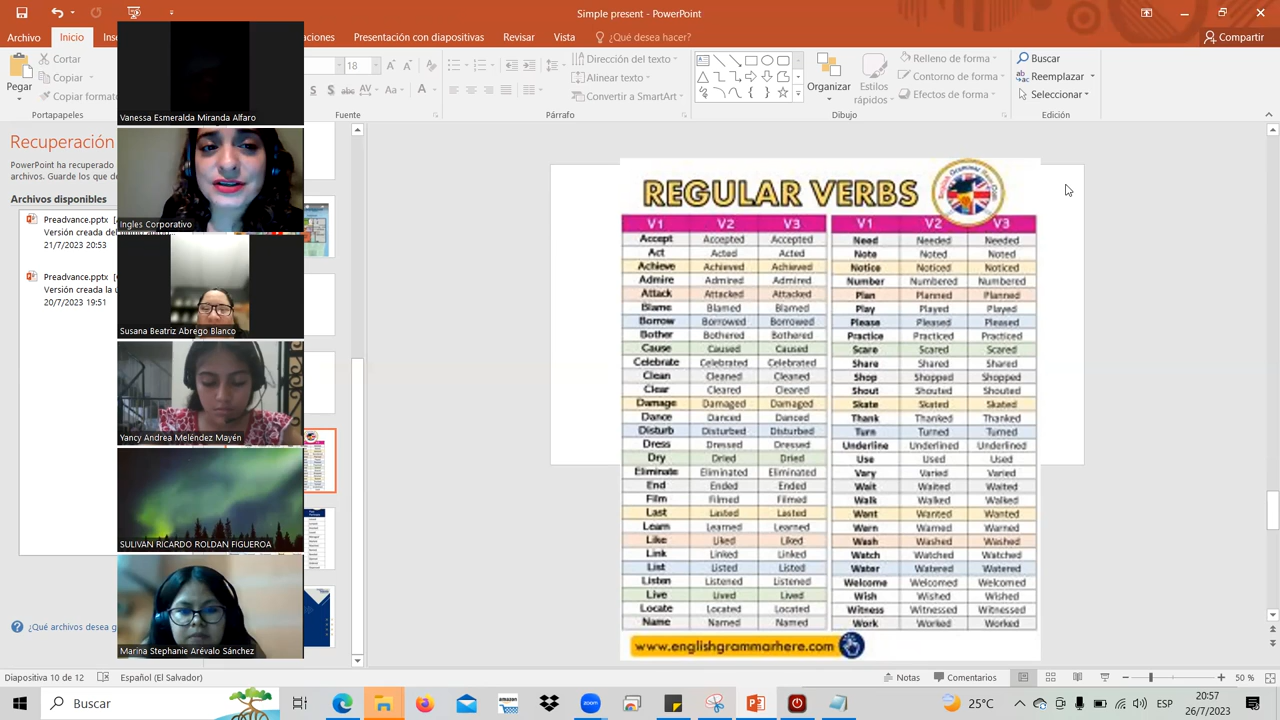 Simple present to - PowerPoint
Archivo
Inicio
Presentación con diapositivas
Revisar
Vista
¿Qué desea hacer?
Compartir
Pegar
Cortar
Copiar
Copiar formato
Portapapeles
18
Fuente
Dirección del texto
Alinear texto
Convertir a SmartArt
Párrafo
Organizar
Estilos
rápidos
Relleno de forma
Contorno de forma
Efectos de forma
Dibujo
Buscar
Reemplazar
Seleccionar
Edición
Recuperación
PowerPoint ha recuperado
archivos. Guarde los que
Archivos disponibles
Preadvance.pptx
Versión
21/7/2023 20:53
Versión creada la
20/7/2023 19:51
¿Qué archivos desea
Vanessa Esmeralda Miranda Alfaro
Ingles Corporativo
Susana Beatriz Abrego Blanco
Yancy Andrea Meléndez Mayén
SULIVAN RICARDO ROLDAN FIGUEROA
Marina Stephanie Arévalo Sánchez
REGULAR VERBS
V1 V2 V3 V1 V2 V3
Accept Accepted Accepted Need Needed Needed
Act Acted Acted Note Noted Noted
Achieve Achieved Achieved Notice Noticed Noticed
Admire Admired Admired Number Numbered Numbered
Attack Attacked Attacked Plan Planned Planned
Blame Blamed Blamed Play Played Played
Borrow Borrowed Borrowed Please Pleased Pleased
Bother Bothered Bothered Practice Practiced Practiced
Cause Caused Caused Scare Scared Scared
Celebrate Celebrated Celebrated Share Shared Shared
Clean Cleaned Cleaned Shop Shopped Shopped
Clear Cleared Cleared Shout Shouted Shouted
Damage Damaged Damaged Skate Skated Skated
Dance Danced Danced Thank Thanked Thanked
Disturb Disturbed Disturbed Turn Turned Turned
Dress Dressed Dressed Underline Underlined Underlined
Dry Dried Dried Use Used Used
Eliminate Eliminated Eliminated Vary Varied Varied
End Ended Ended Wait Waited Waited
Film Filmed Filmed Walk Walked Walked
Last Lasted Lasted Want Wanted Wanted
Learn Learned Learned Warn Warned Warned
Like Liked Liked Wash Washed Washed
Link Linked Linked Watch Watched Watched
List Listed Listed Water Watered Watered
Listen Listened Listened Welcome Welcomed Welcomed
Live Lived Lived Wish Wished Wished
Locate Located Located Witness Witnessed Witnessed
Name Named Named Work Worked Worked
www.englishgrammarhere.com
Diapositiva 10 de 12
Español (El Salvador)
Notas
Comentarios
50 %
Buscar
amazon
zoom
25°C
ESP
20:57
26/7/2023